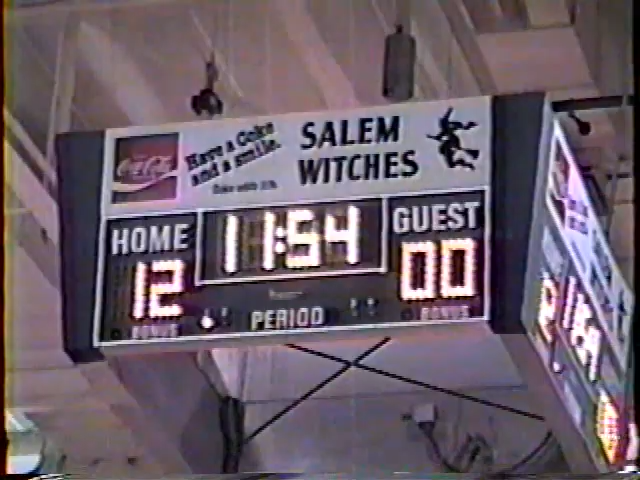 Coca-Cola
Have a Coke
and a smile.
SALEM
WITCHES
HOME
11:54
GUEST
12
00
BONUS
PERIOD
BONUS